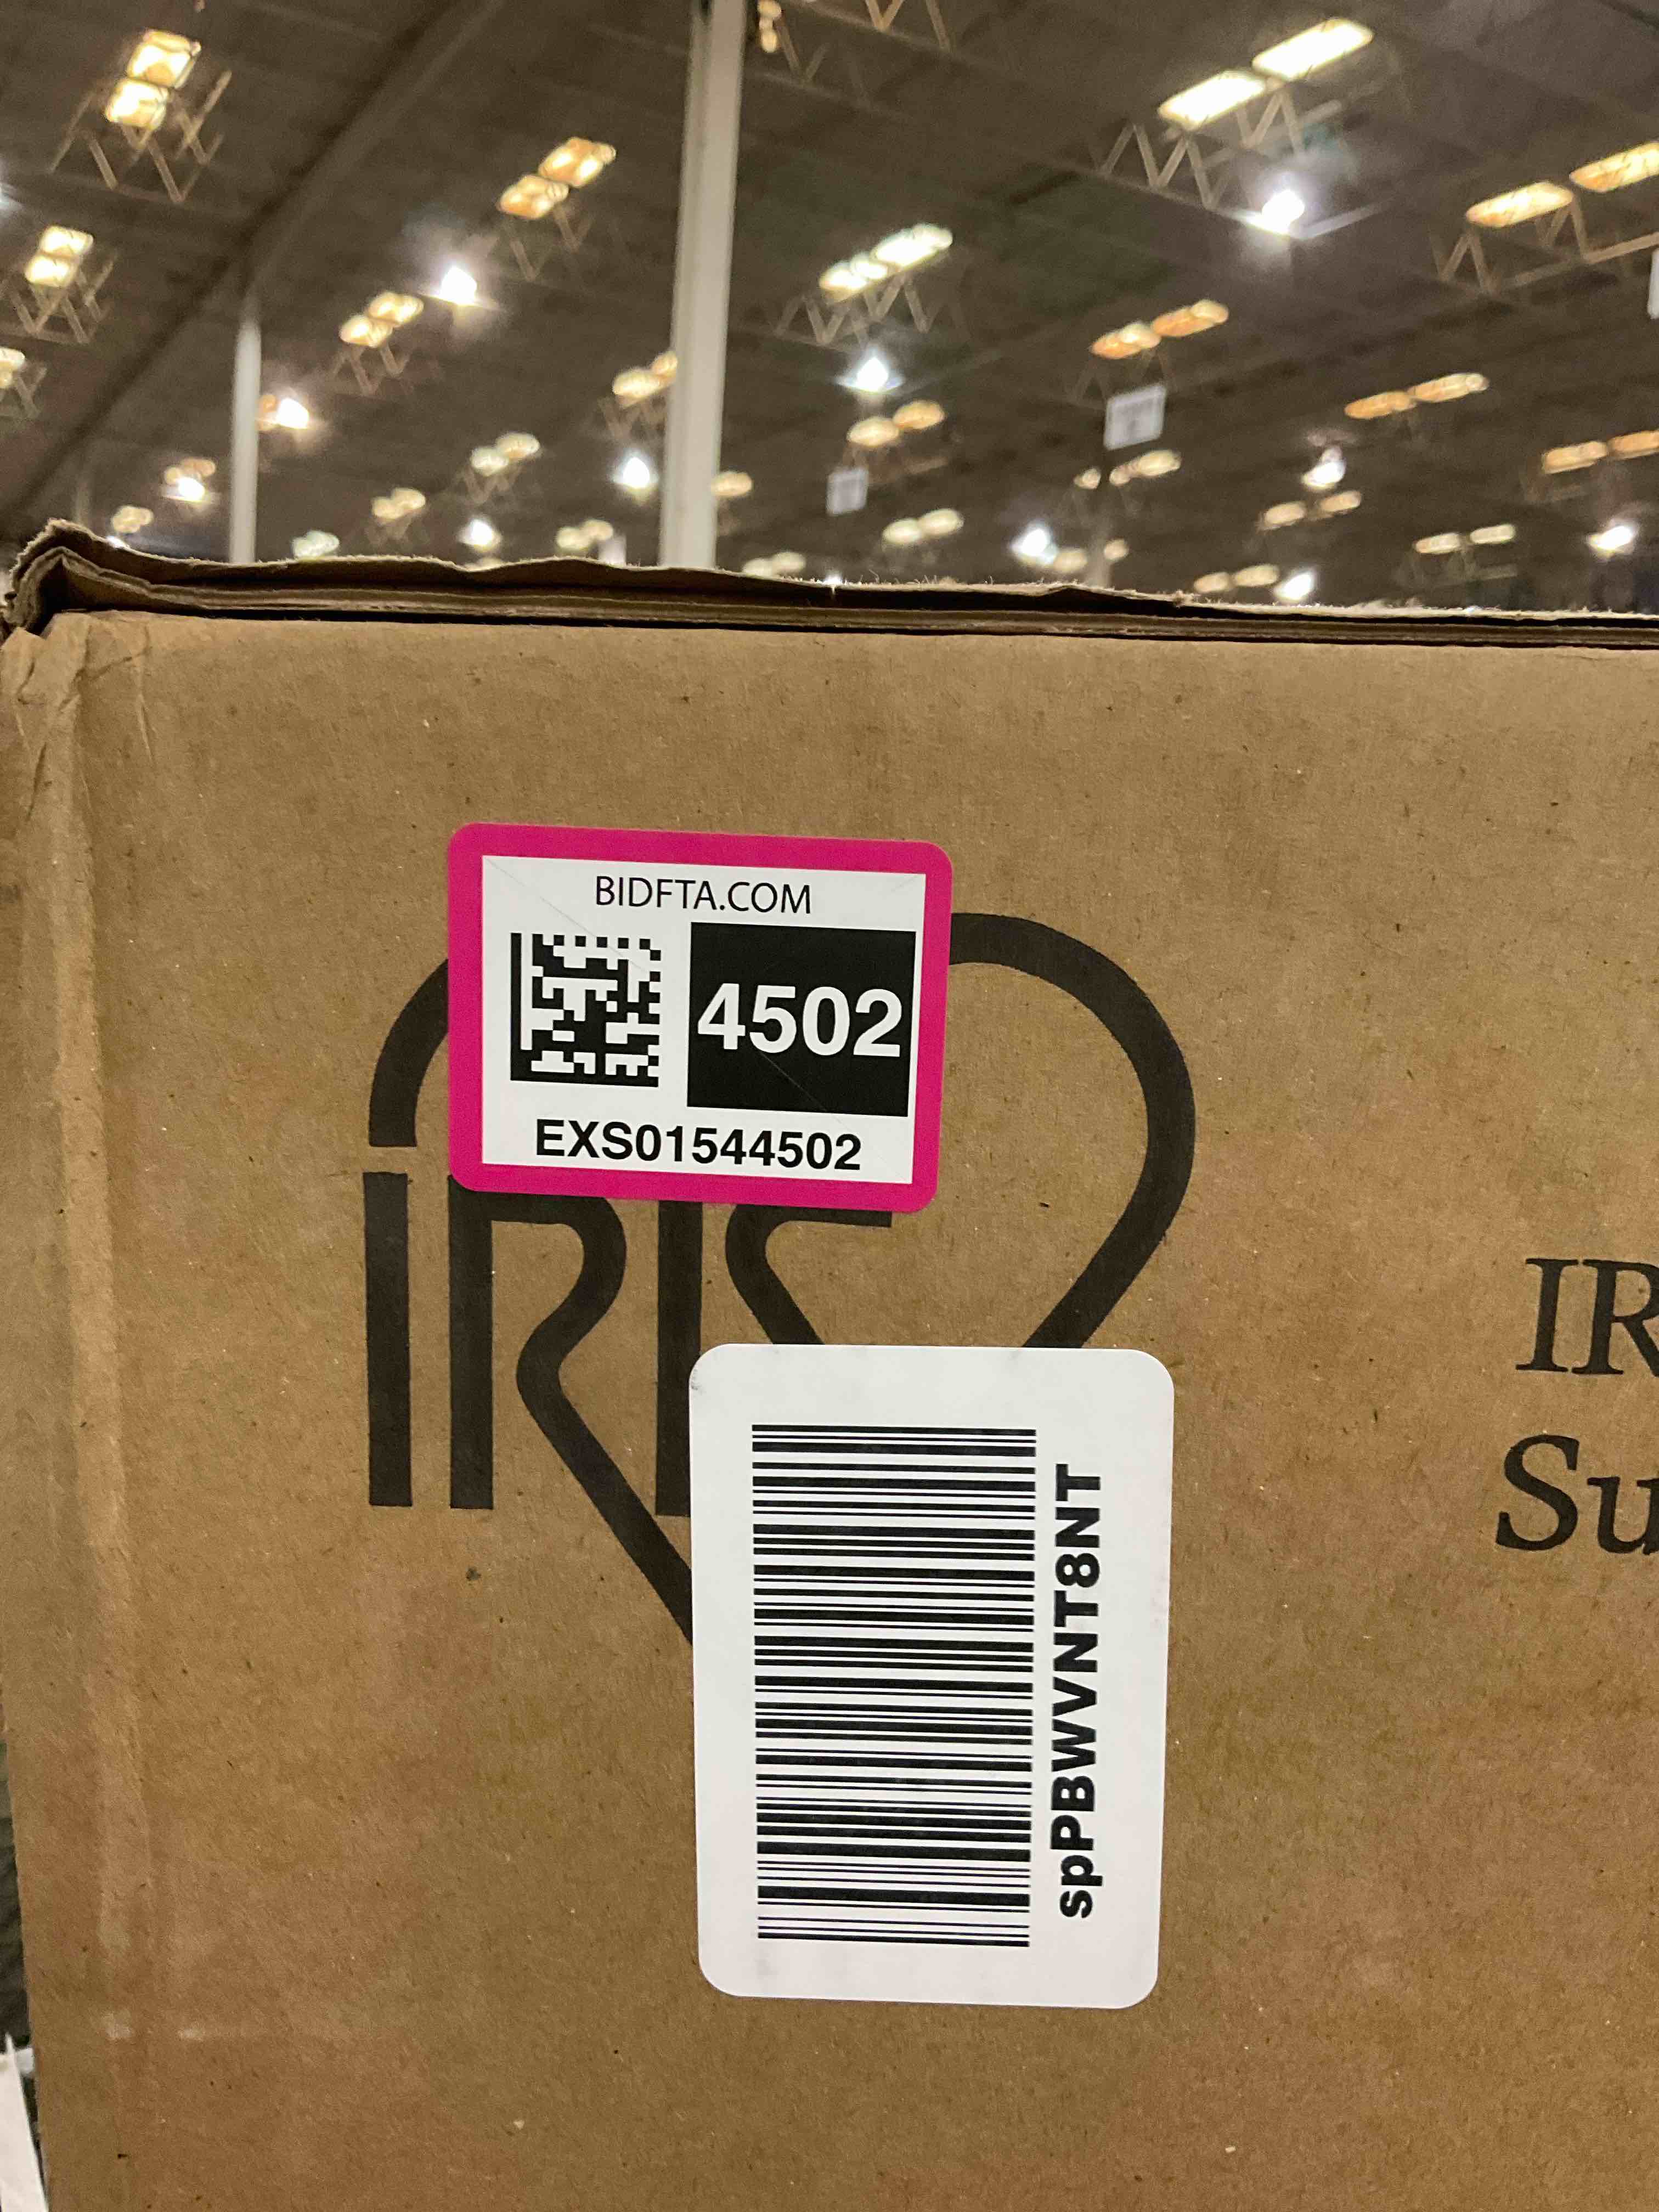 BIDFTA.COM
4502
EXS01544502
IRIS
IR
Su
spPBWVNT8NT